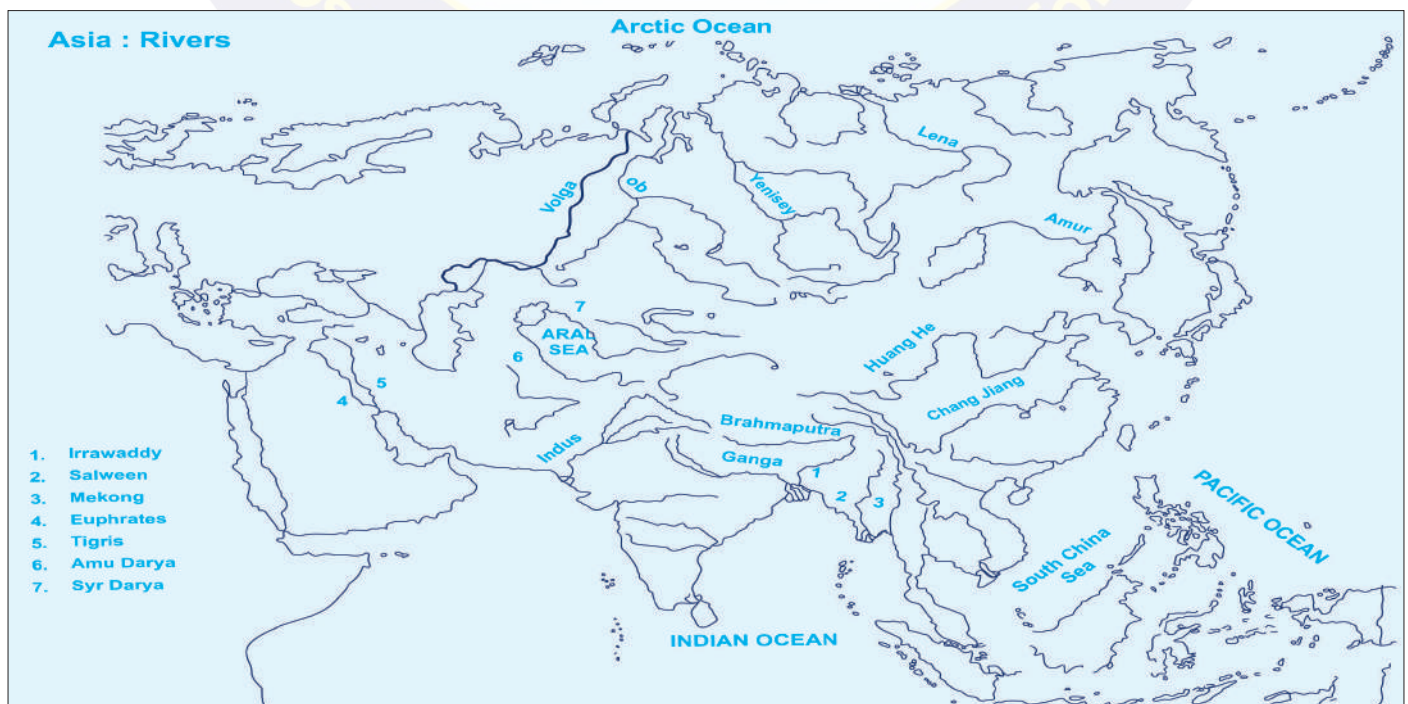 Arctic Ocean
Asia : Rivers
Lena
Volga
ob
Yenisey
Amur
7
ARAL
SEA
6
Huang He
5
4
Chang Jiang
Brahmaputra
Indus
Ganga
1
2
3
1. Irrawaddy
2. Salween
3. Mekong
4. Euphrates
5. Tigris
6. Amu Darya
7. Syr Darya
PACIFIC OCEAN
South China
Sea
INDIAN OCEAN